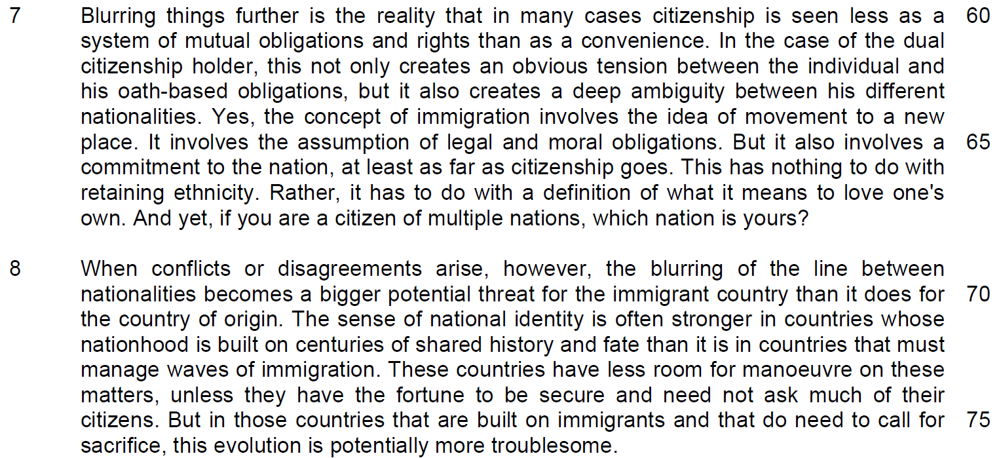 7 Blurring things further is the reality that in many cases citizenship is seen less as a 60
system of mutual obligations and rights than as a convenience. In the case of the dual
citizenship holder, this not only creates an obvious tension between the individual and
his oath-based obligations, but it also creates a deep ambiguity between his different
nationalities. Yes, the concept of immigration involves the idea of movement to a new
place. It involves the assumption of legal and moral obligations. But it also involves a 65
commitment to the nation, at least as far as citizenship goes. This has nothing to do with
retaining ethnicity. Rather, it has to do with a definition of what it means to love one's
own. And yet, if you are a citizen of multiple nations, which nation is yours?
8 When conflicts or disagreements arise, however, the blurring of the line between
nationalities becomes a bigger potential threat for the immigrant country than it does for 70
the country of origin. The sense of national identity is often stronger in countries whose
nationhood is built on centuries of shared history and fate than it is in countries that must
manage waves of immigration. These countries have less room for manoeuvre on these
matters, unless they have the fortune to be secure and need not ask much of their
citizens. But in those countries that are built on immigrants and that do need to call for 75
sacrifice, this evolution is potentially more troublesome.